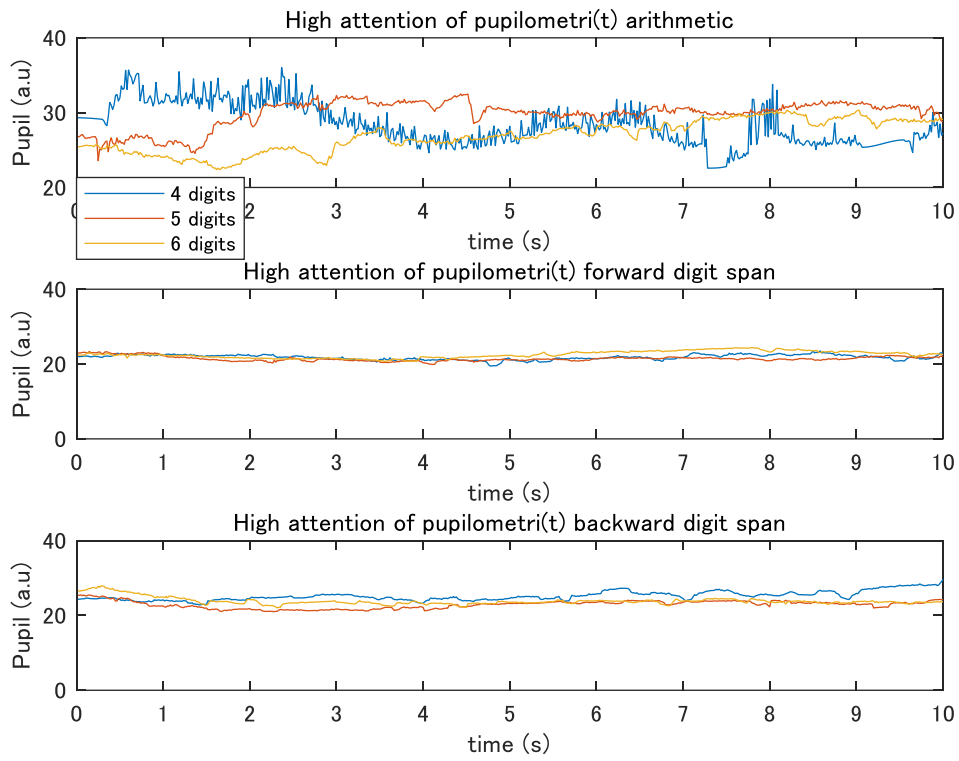 High attention of pupilometri(t) arithmetic
40
30
20
Pupil (a.u)
0 1 2 3 4 5 6 7 8 9 10
time (s)
4 digits
5 digits
6 digits
High attention of pupilometri(t) forward digit span
40
20
0
Pupil (a.u)
0 1 2 3 4 5 6 7 8 9 10
time (s)
High attention of pupilometri(t) backward digit span
40
20
0
Pupil (a.u)
0 1 2 3 4 5 6 7 8 9 10
time (s)